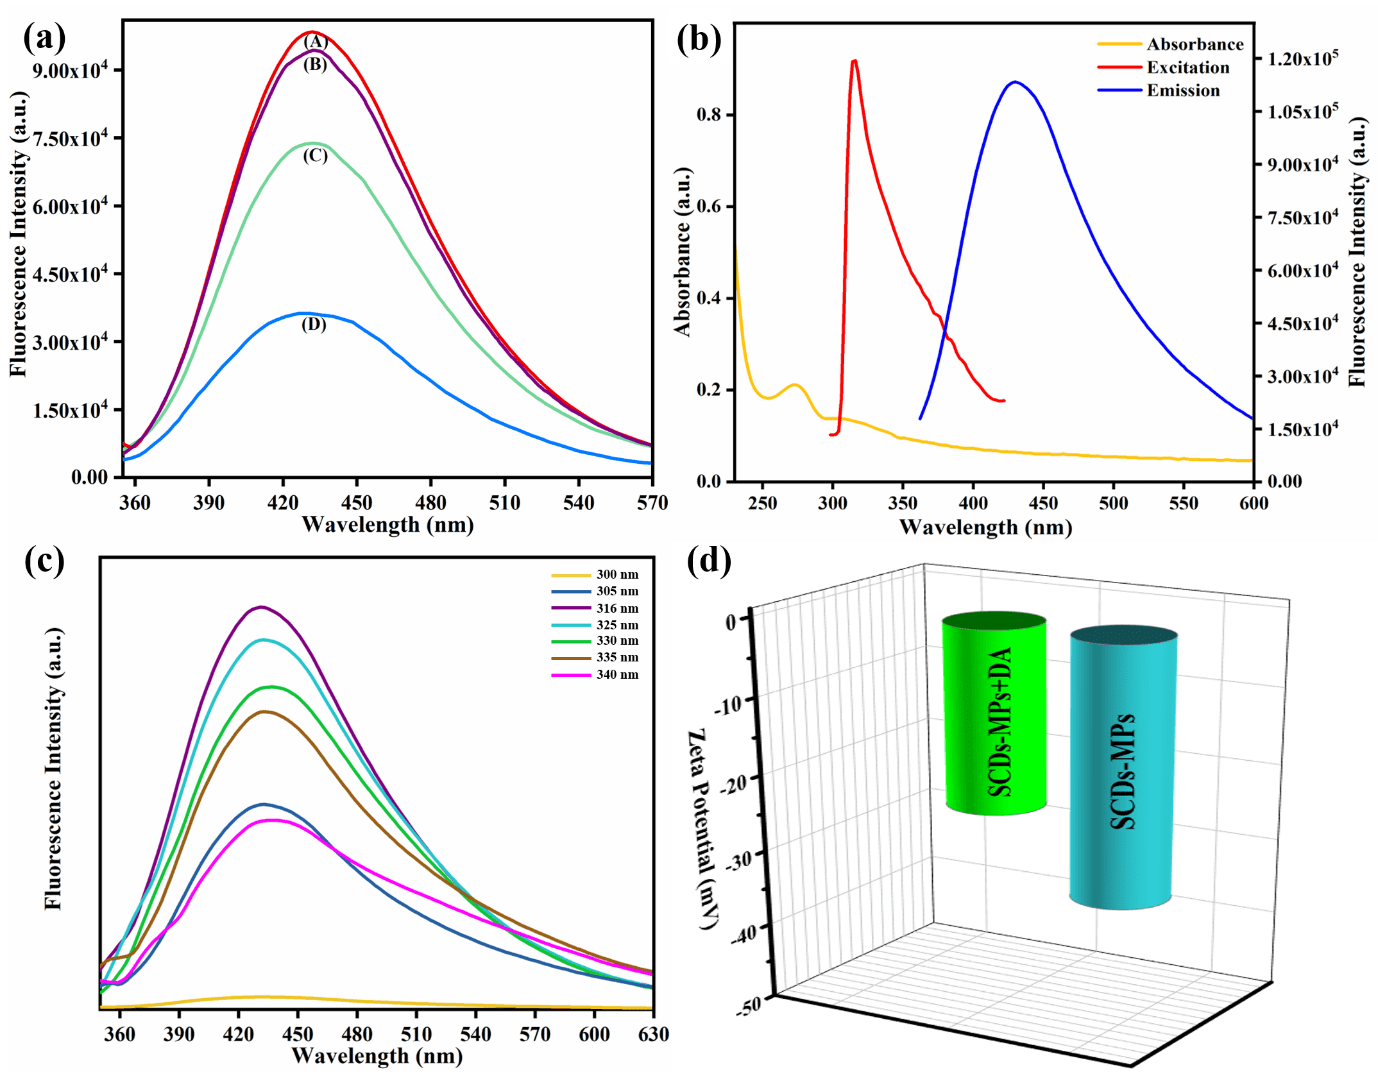 (a)
Fluorescence Intensity (a.u.)
9.00x10⁴
7.50x10⁴
6.00x10⁴
4.50x10⁴
3.00x10⁴
1.50x10⁴
0.00
(A)
(B)
(C)
(D)
360 390 420 450 480 510 540 570
Wavelength (nm)
(b)
Absorbance (a.u.)
0.8
0.6
0.4
0.2
0.0
Absorbance
Excitation
Emission
1.20x10⁵
1.05x10⁵
9.00x10⁴
7.50x10⁴
6.00x10⁴
4.50x10⁴
3.00x10⁴
1.50x10⁴
0.00
Fluorescence Intensity (a.u.)
250 300 350 400 450 500 550 600
Wavelength (nm)
(c)
Fluorescence Intensity (a.u.)
300 nm
305 nm
316 nm
325 nm
330 nm
335 nm
340 nm
360 390 420 450 480 510 540 570 600 630
Wavelength (nm)
(d)
Zeta Potential (mV)
0
-10
-20
-30
-40
-50
SCDs-MPs+DA
SCDs-MPs